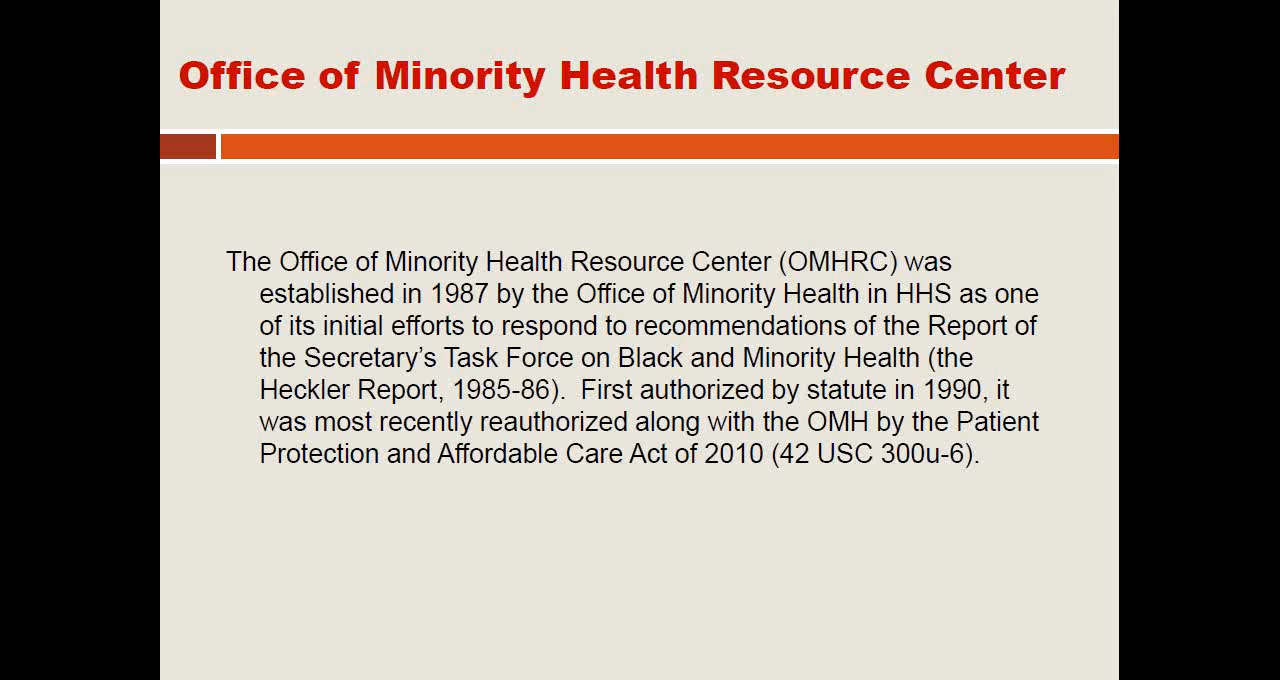 Office of Minority Health Resource Center
The Office of Minority Health Resource Center (OMHRC) was
established in 1987 by the Office of Minority Health in HHS as one
of its initial efforts to respond to recommendations of the Report of
the Secretary’s Task Force on Black and Minority Health (the
Heckler Report, 1985-86).  First authorized by statute in 1990, it
was most recently reauthorized along with the OMH by the Patient
Protection and Affordable Care Act of 2010 (42 USC 300u-6).